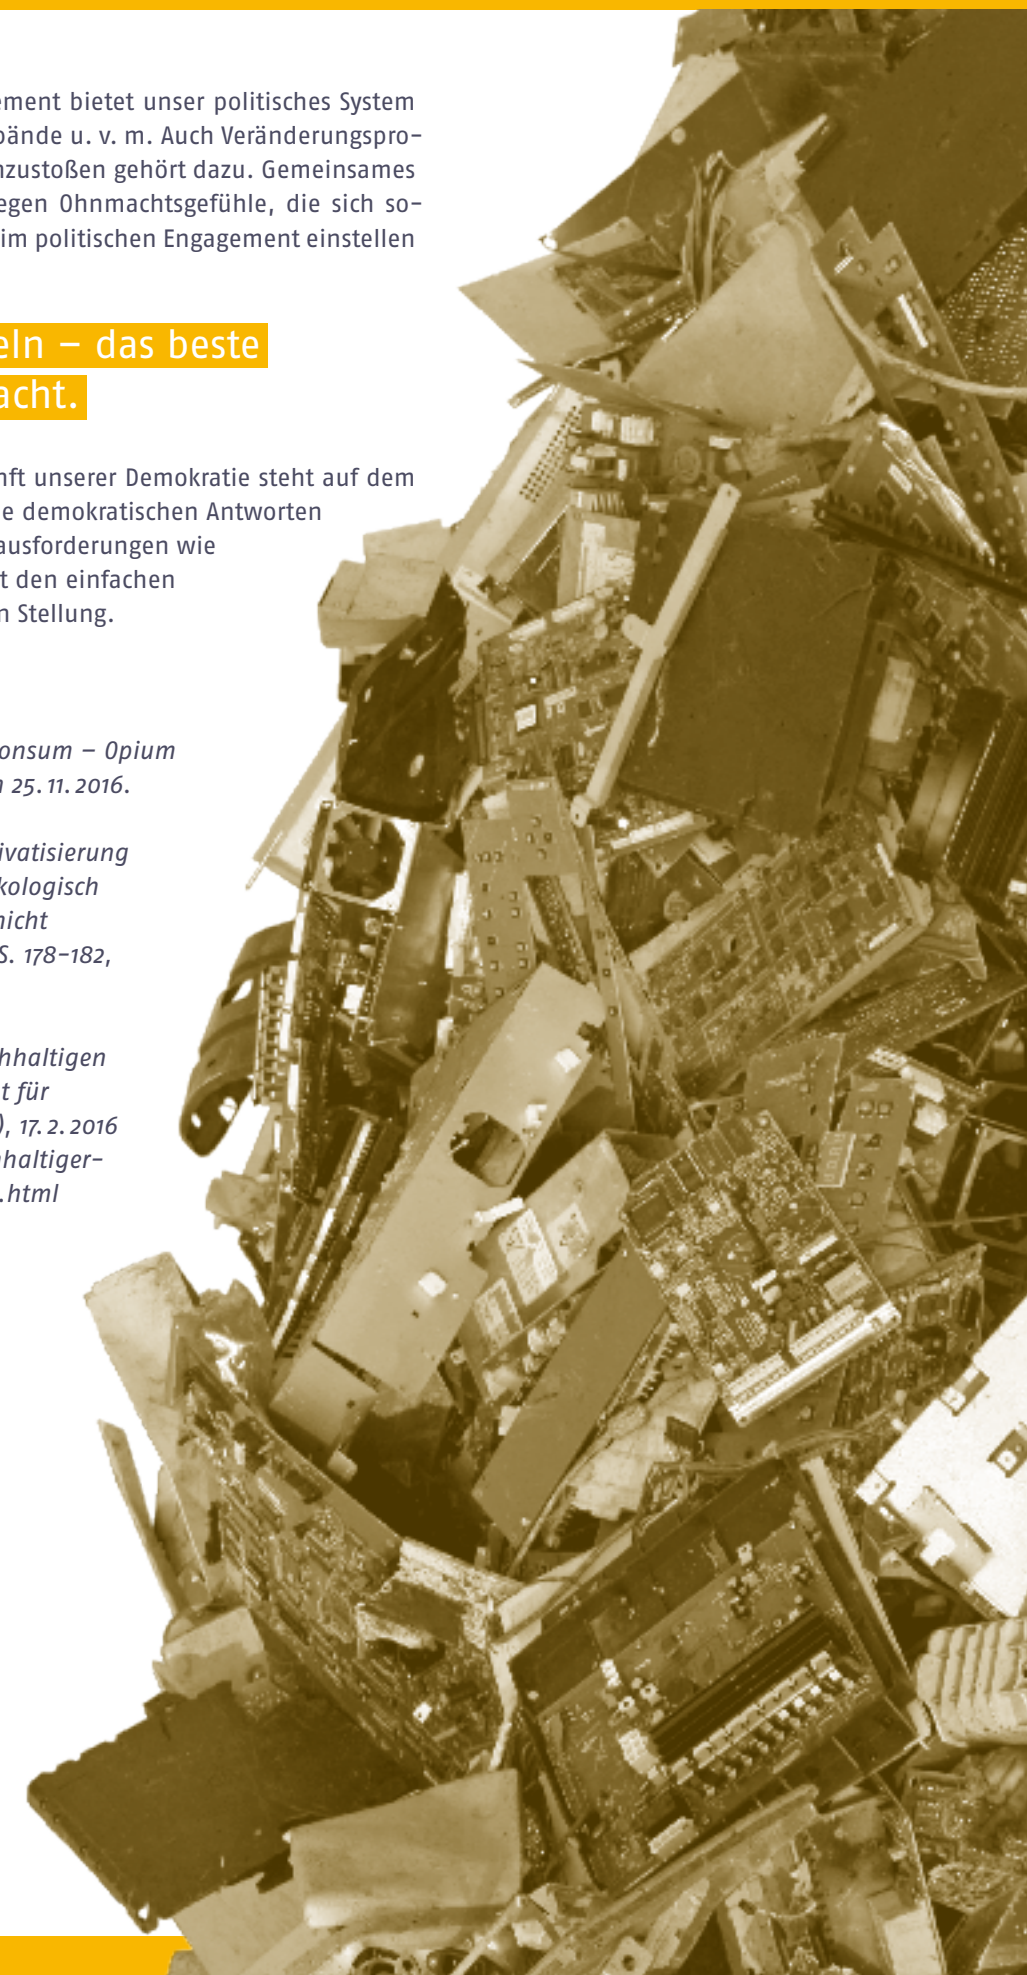 ement bietet unser politisches System
bände u. v. m. Auch Veränderungspro-
nzustoßen gehört dazu. Gemeinsames
egen Ohnmachtsgefühle, die sich so-
im politischen Engagement einstellen
eln – das beste
acht.
nft unserer Demokratie steht auf dem
e demokratischen Antworten
ausforderungen wie
t den einfachen
n Stellung.
onsum – Opium
n 25. 11. 2016.
ivatisierung
kologisch
nicht
S. 178-182,
chhaltigen
t für
), 17. 2. 2016
hhaltiger-
.html